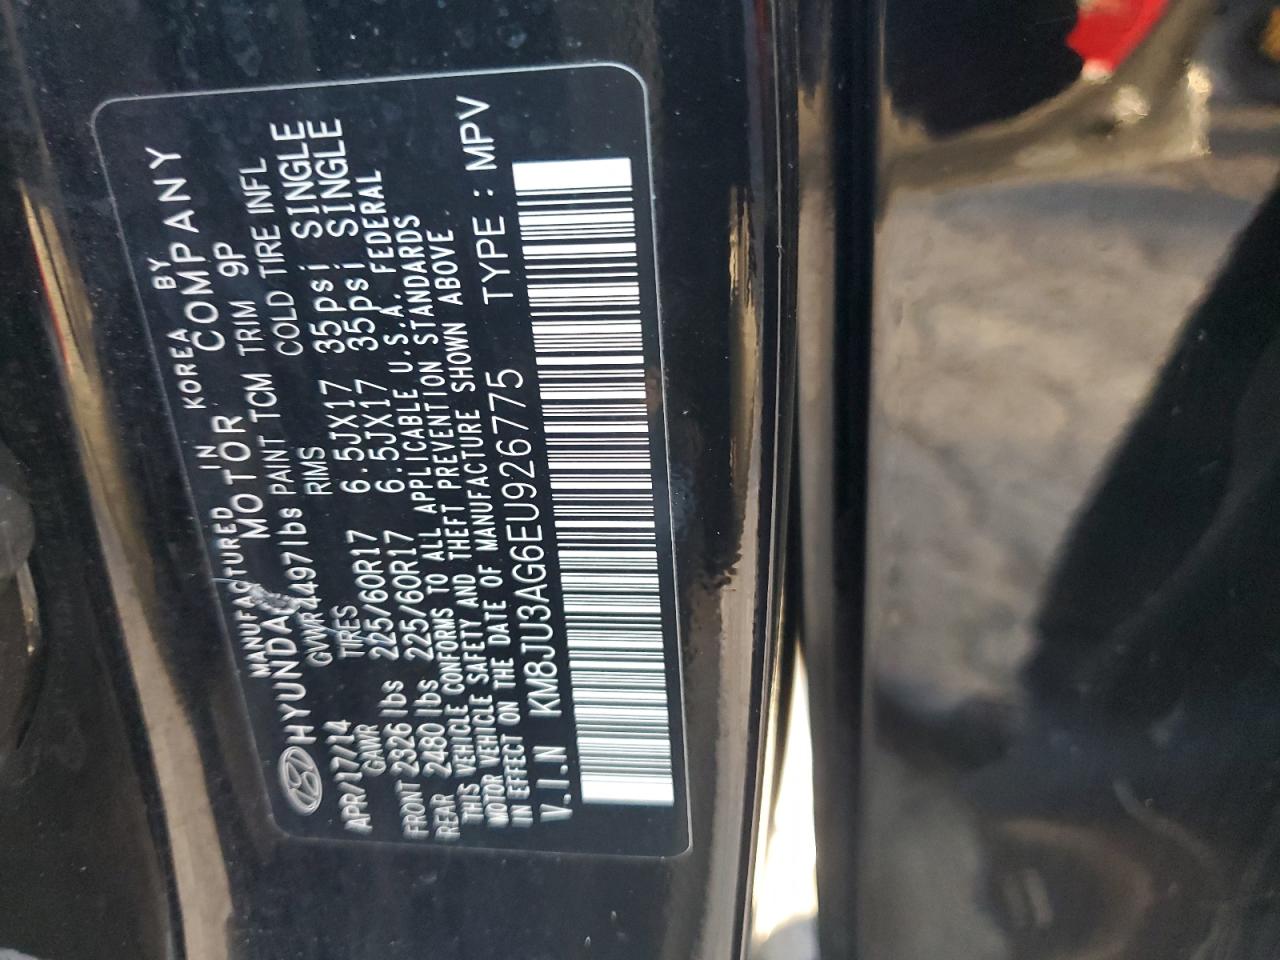 MANUFACTURED IN KOREA BY
HYUNDAI MOTOR COMPANY
APR/17/14 GVWR 4497lbs PAINT TCM TRIM 9P
GAWR TIRES RIMS COLD TIRE INFL
FRONT 2326 lbs 225/60R17 6.5JX17 35psi SINGLE
REAR 2480 lbs 225/60R17 6.5JX17 35psi SINGLE
THIS VEHICLE CONFORMS TO ALL APPLICABLE U.S.A. FEDERAL
MOTOR VEHICLE SAFETY AND THEFT PREVENTION STANDARDS
IN EFFECT ON THE DATE OF MANUFACTURE SHOWN ABOVE.
V.I.N KM8JU3AG6EU926775 TYPE : MPV